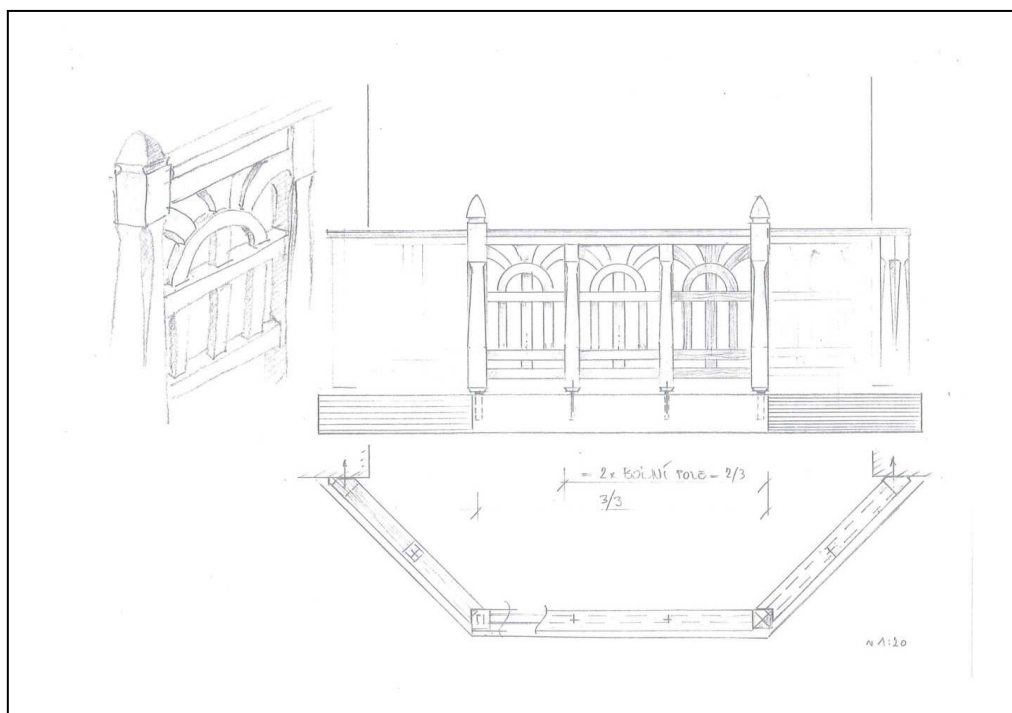 = 2x BOČNÍ POLE = 2/3
3/3
M 1:20